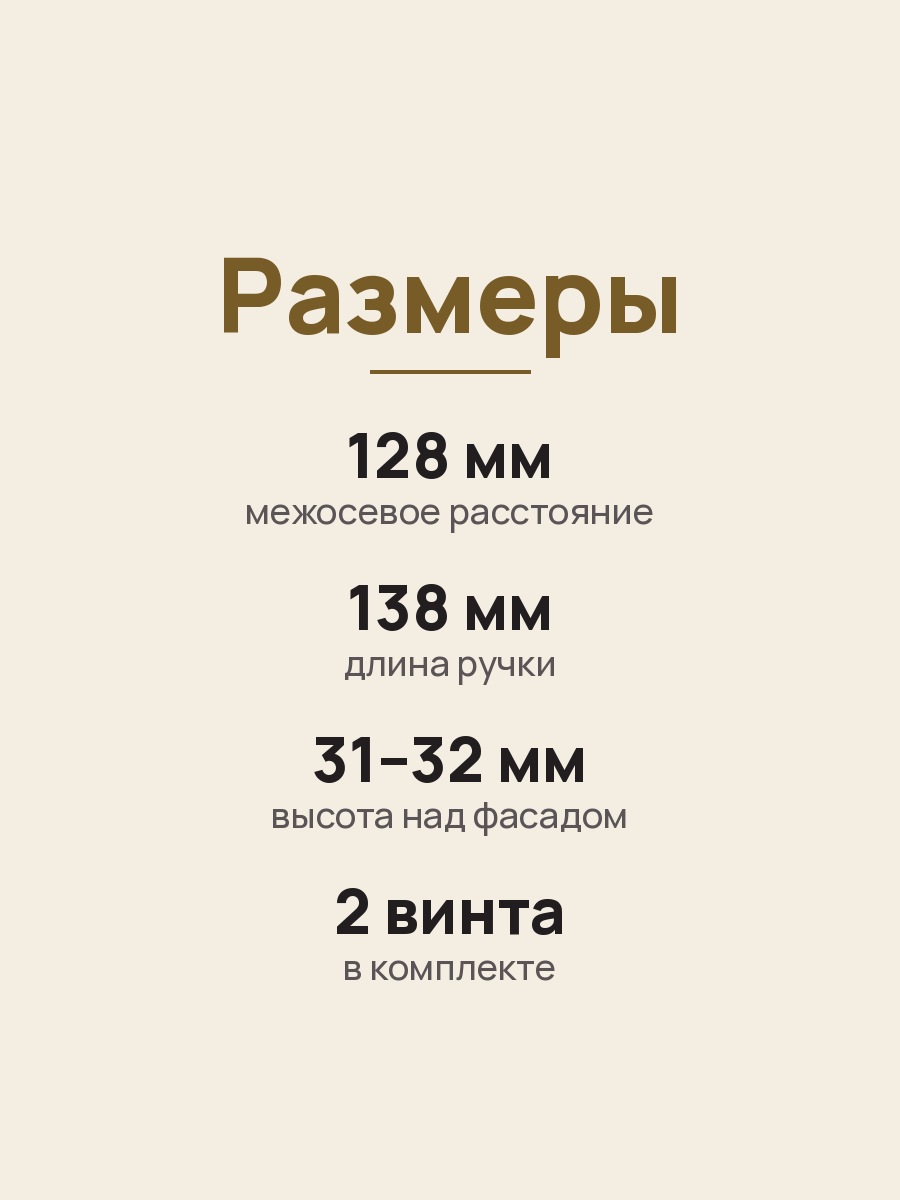 Размеры
128 мм
межосевое расстояние
138 мм
длина ручки
31–32 мм
высота над фасадом
2 винта
в комплекте